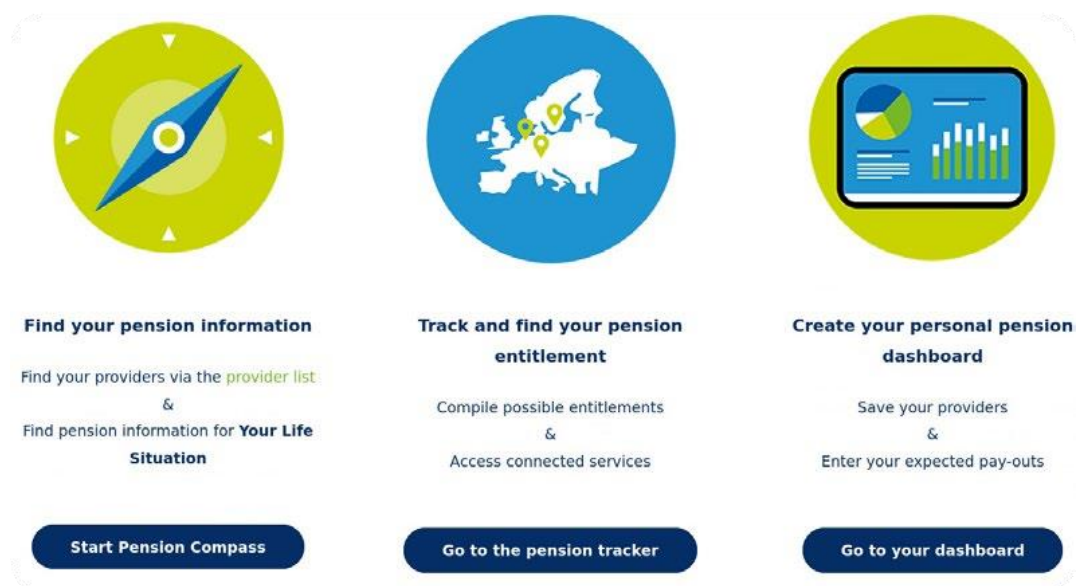 Find your pension information
Find your providers via the provider list
&
Find pension information for Your Life
Situation
Start Pension Compass
Track and find your pension
entitlement
Compile possible entitlements
&
Access connected services
Go to the pension tracker
Create your personal pension
dashboard
Save your providers
&
Enter your expected pay-outs
Go to your dashboard